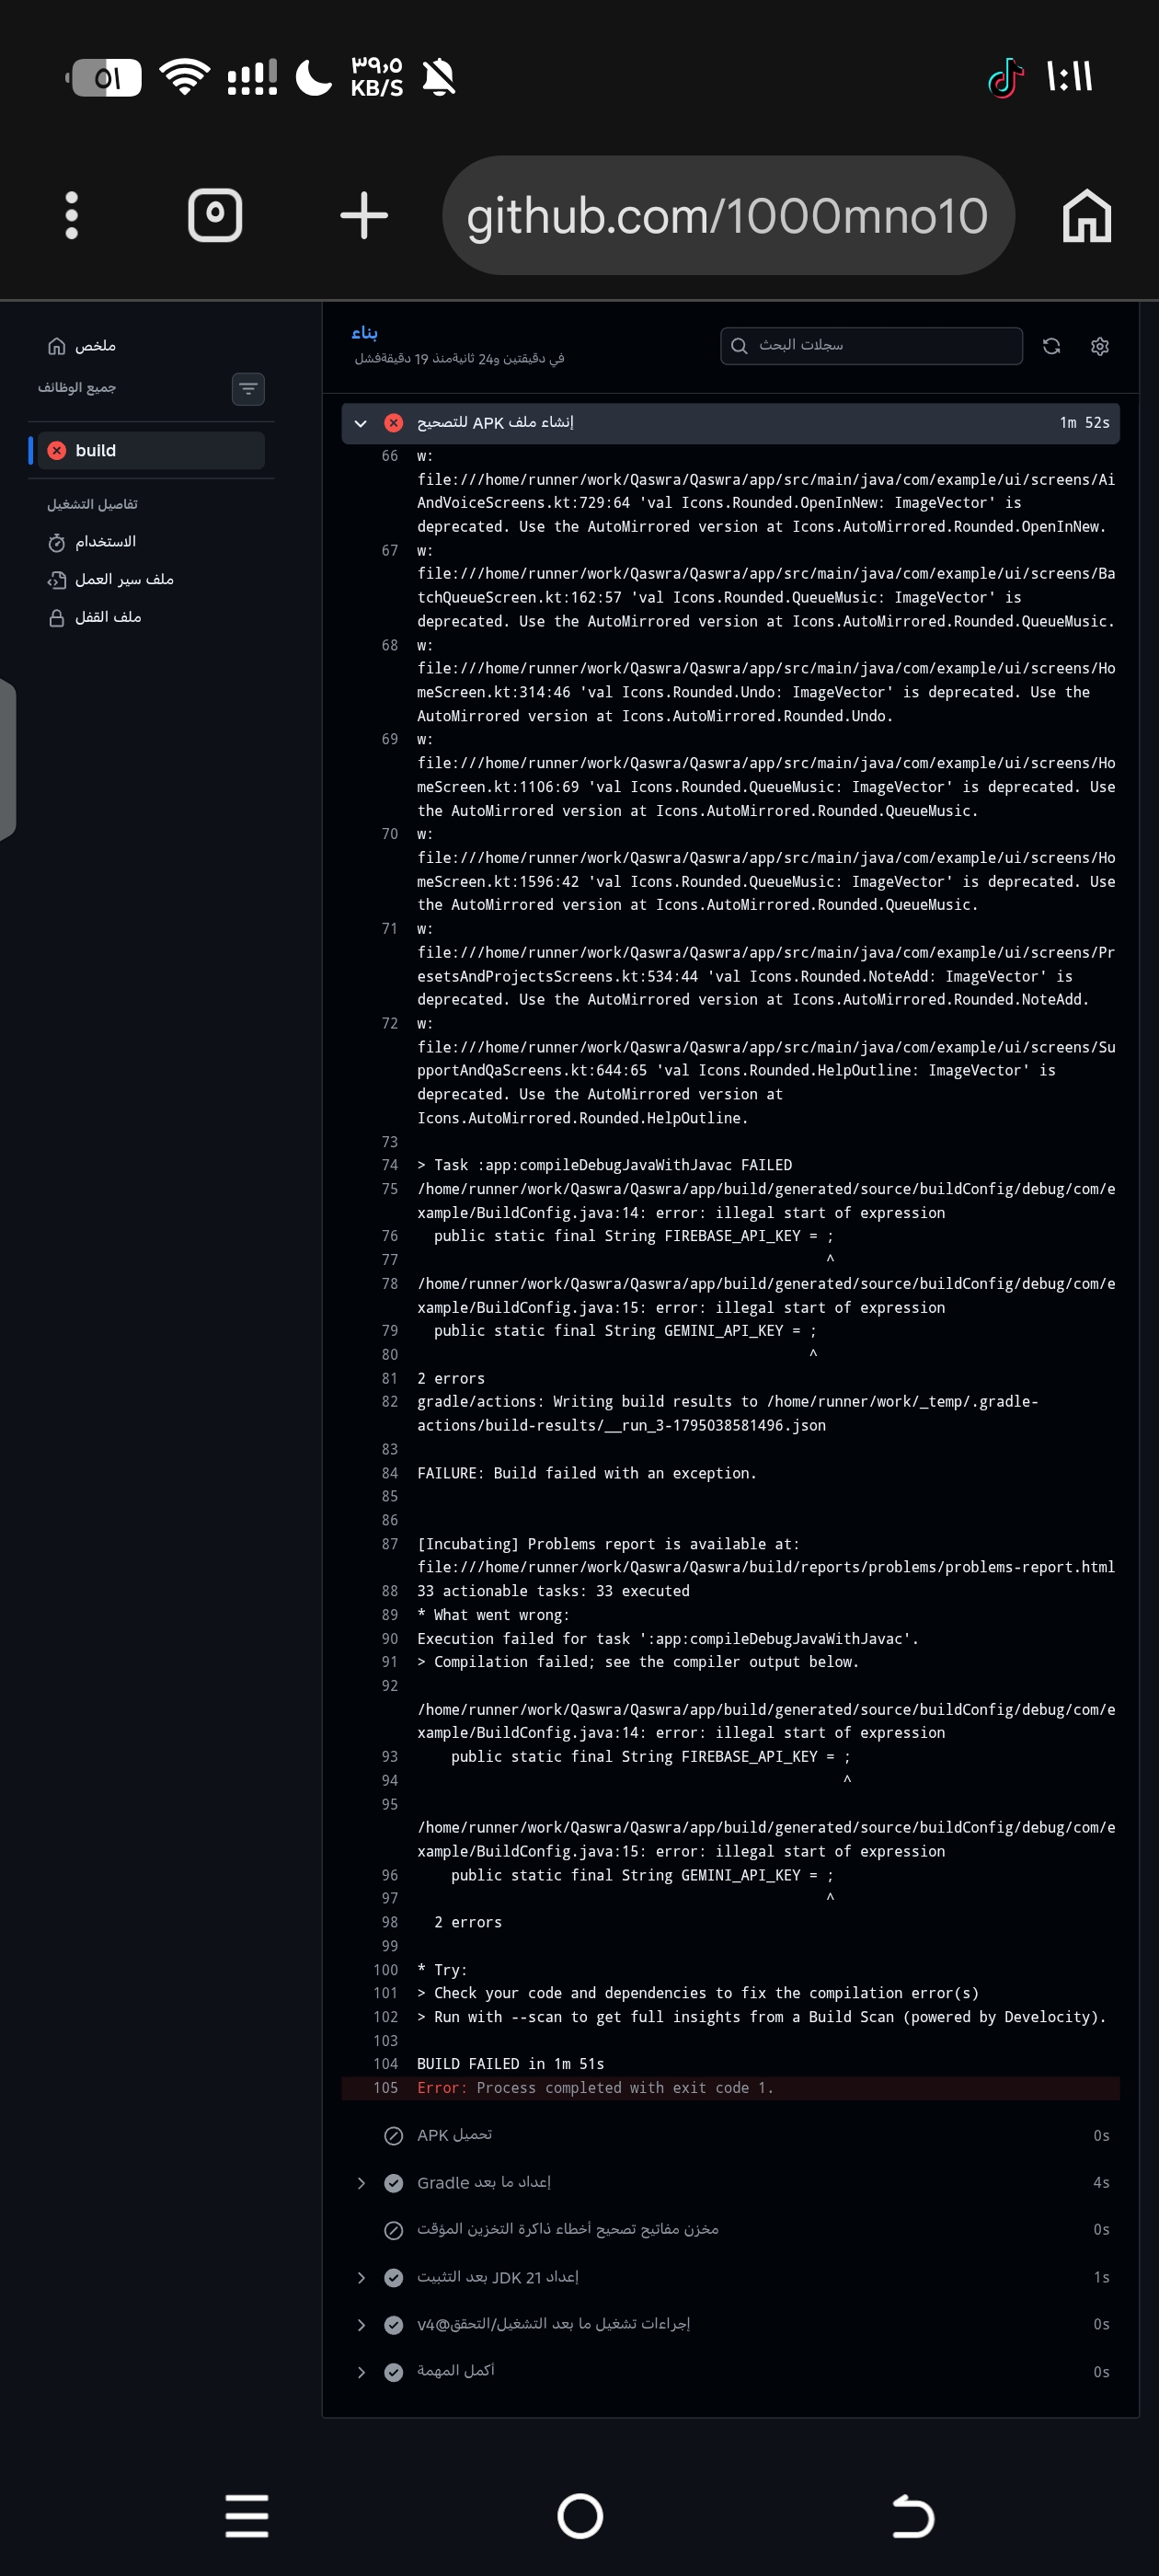 ٥١
٣٩,٥
KB/S
١:١١
٥
github.com/1000mno10
ملخص
جميع الوظائف
build
تفاصيل التشغيل
الاستخدام
ملف سير العمل
ملف القفل
بناء
في دقيقتين و24 ثانيةمنذ 19 دقيقةفشل
سجلات البحث
إنشاء ملف APK للتصحيح
1m 52s
66 w:
file:///home/runner/work/Qaswra/Qaswra/app/src/main/java/com/example/ui/screens/Ai
AndVoiceScreens.kt:729:64 'val Icons.Rounded.OpenInNew: ImageVector' is
deprecated. Use the AutoMirrored version at Icons.AutoMirrored.Rounded.OpenInNew.
67 w:
file:///home/runner/work/Qaswra/Qaswra/app/src/main/java/com/example/ui/screens/Ba
tchQueueScreen.kt:162:57 'val Icons.Rounded.QueueMusic: ImageVector' is
deprecated. Use the AutoMirrored version at Icons.AutoMirrored.Rounded.QueueMusic.
68 w:
file:///home/runner/work/Qaswra/Qaswra/app/src/main/java/com/example/ui/screens/Ho
meScreen.kt:314:46 'val Icons.Rounded.Undo: ImageVector' is deprecated. Use the
AutoMirrored version at Icons.AutoMirrored.Rounded.Undo.
69 w:
file:///home/runner/work/Qaswra/Qaswra/app/src/main/java/com/example/ui/screens/Ho
meScreen.kt:1106:69 'val Icons.Rounded.QueueMusic: ImageVector' is deprecated. Use
the AutoMirrored version at Icons.AutoMirrored.Rounded.QueueMusic.
70 w:
file:///home/runner/work/Qaswra/Qaswra/app/src/main/java/com/example/ui/screens/Ho
meScreen.kt:1596:42 'val Icons.Rounded.QueueMusic: ImageVector' is deprecated. Use
the AutoMirrored version at Icons.AutoMirrored.Rounded.QueueMusic.
71 w:
file:///home/runner/work/Qaswra/Qaswra/app/src/main/java/com/example/ui/screens/Pr
esetsAndProjectsScreens.kt:534:44 'val Icons.Rounded.NoteAdd: ImageVector' is
deprecated. Use the AutoMirrored version at Icons.AutoMirrored.Rounded.NoteAdd.
72 w:
file:///home/runner/work/Qaswra/Qaswra/app/src/main/java/com/example/ui/screens/Su
pportAndQaScreens.kt:644:65 'val Icons.Rounded.HelpOutline: ImageVector' is
deprecated. Use the AutoMirrored version at
Icons.AutoMirrored.Rounded.HelpOutline.
73
74 > Task :app:compileDebugJavaWithJavac FAILED
75 /home/runner/work/Qaswra/Qaswra/app/build/generated/source/buildConfig/debug/com/e
xample/BuildConfig.java:14: error: illegal start of expression
76 public static final String FIREBASE_API_KEY = ;
77 ^
78 /home/runner/work/Qaswra/Qaswra/app/build/generated/source/buildConfig/debug/com/e
xample/BuildConfig.java:15: error: illegal start of expression
79 public static final String GEMINI_API_KEY = ;
80 ^
81 2 errors
82 gradle/actions: Writing build results to /home/runner/work/_temp/.gradle-
actions/build-results/__run_3-1795038581496.json
83
84 FAILURE: Build failed with an exception.
85
86
87 [Incubating] Problems report is available at:
file:///home/runner/work/Qaswra/Qaswra/build/reports/problems/problems-report.html
88 33 actionable tasks: 33 executed
89 * What went wrong:
90 Execution failed for task ':app:compileDebugJavaWithJavac'.
91 > Compilation failed; see the compiler output below.
92
/home/runner/work/Qaswra/Qaswra/app/build/generated/source/buildConfig/debug/com/e
xample/BuildConfig.java:14: error: illegal start of expression
93 public static final String FIREBASE_API_KEY = ;
94 ^
95
/home/runner/work/Qaswra/Qaswra/app/build/generated/source/buildConfig/debug/com/e
xample/BuildConfig.java:15: error: illegal start of expression
96 public static final String GEMINI_API_KEY = ;
97 ^
98 2 errors
99
100 * Try:
101 > Check your code and dependencies to fix the compilation error(s)
102 > Run with --scan to get full insights from a Build Scan (powered by Develocity).
103
104 BUILD FAILED in 1m 51s
105 Error: Process completed with exit code 1.
تحميل APK
0s
إعداد ما بعد Gradle
4s
مخزن مفاتيح تصحيح أخطاء ذاكرة التخزين المؤقت
0s
إعداد JDK 21 بعد التثبيت
1s
إجراءات تشغيل ما بعد التشغيل/التحقق@v4
0s
أكمل المهمة
0s